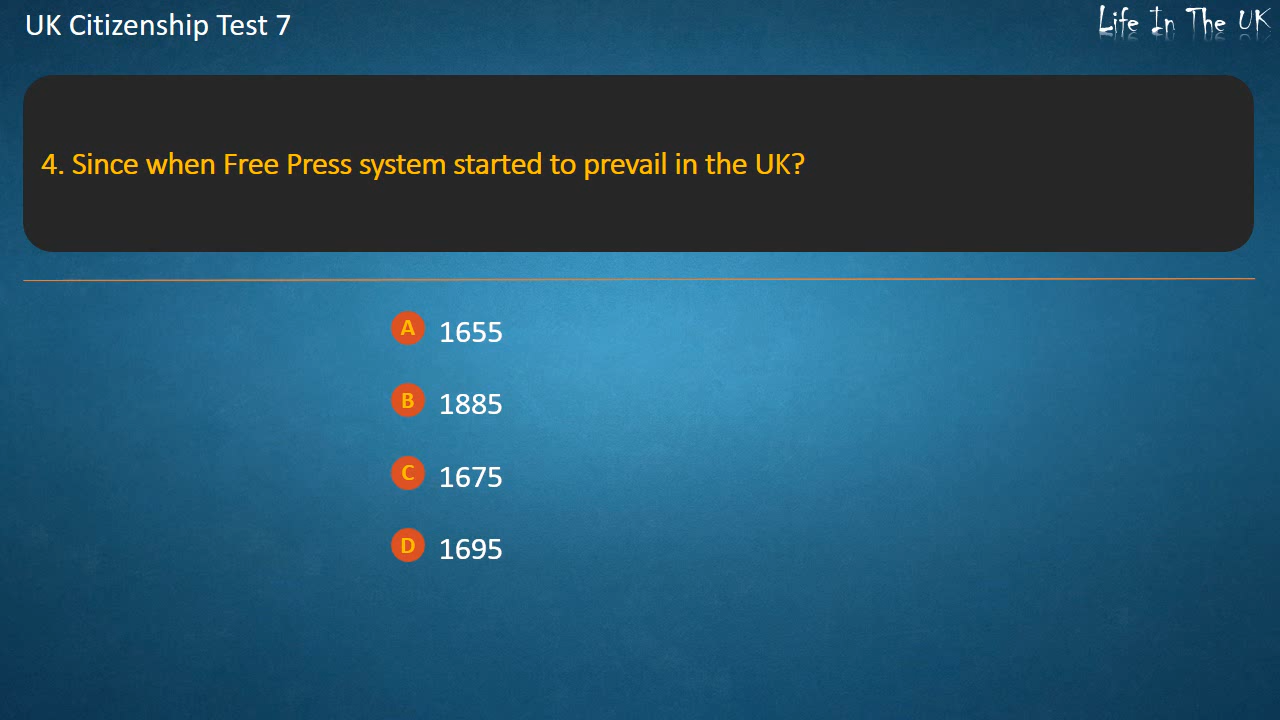 UK Citizenship Test 7
Life In The UK
4. Since when Free Press system started to prevail in the UK?
A 1655
B 1885
C 1675
D 1695